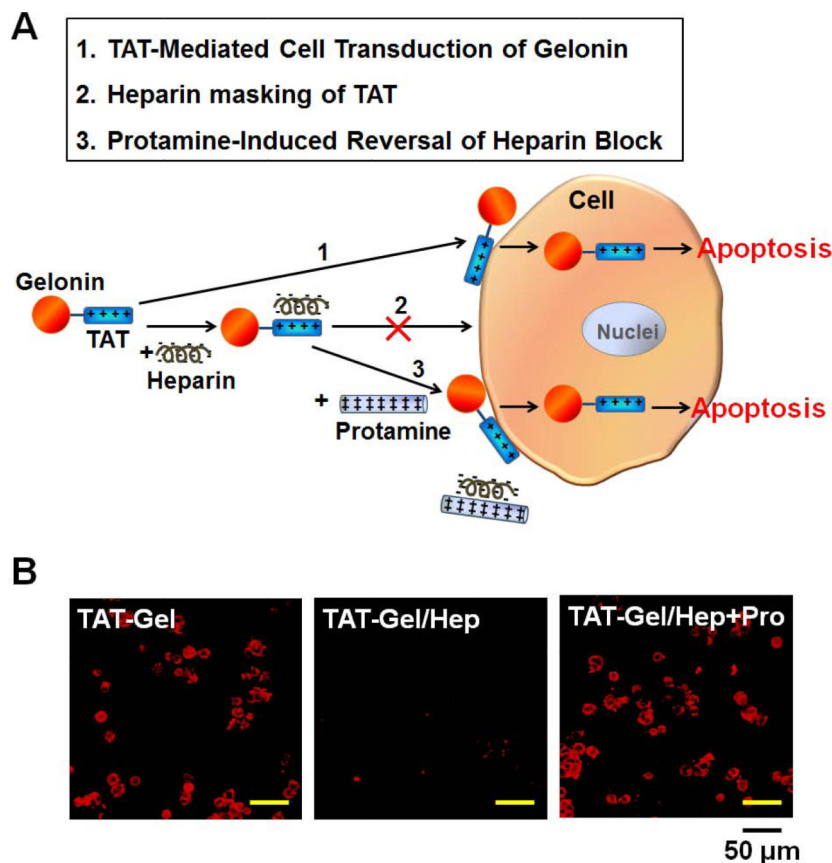 A
1. TAT-Mediated Cell Transduction of Gelonin
2. Heparin masking of TAT
3. Protamine-Induced Reversal of Heparin Block
Cell
1
Apoptosis
Gelonin
2
TAT
Nuclei
+
Heparin
3
+
Protamine
Apoptosis
B
TAT-Gel
TAT-Gel/Hep
TAT-Gel/Hep+Pro
50 μm